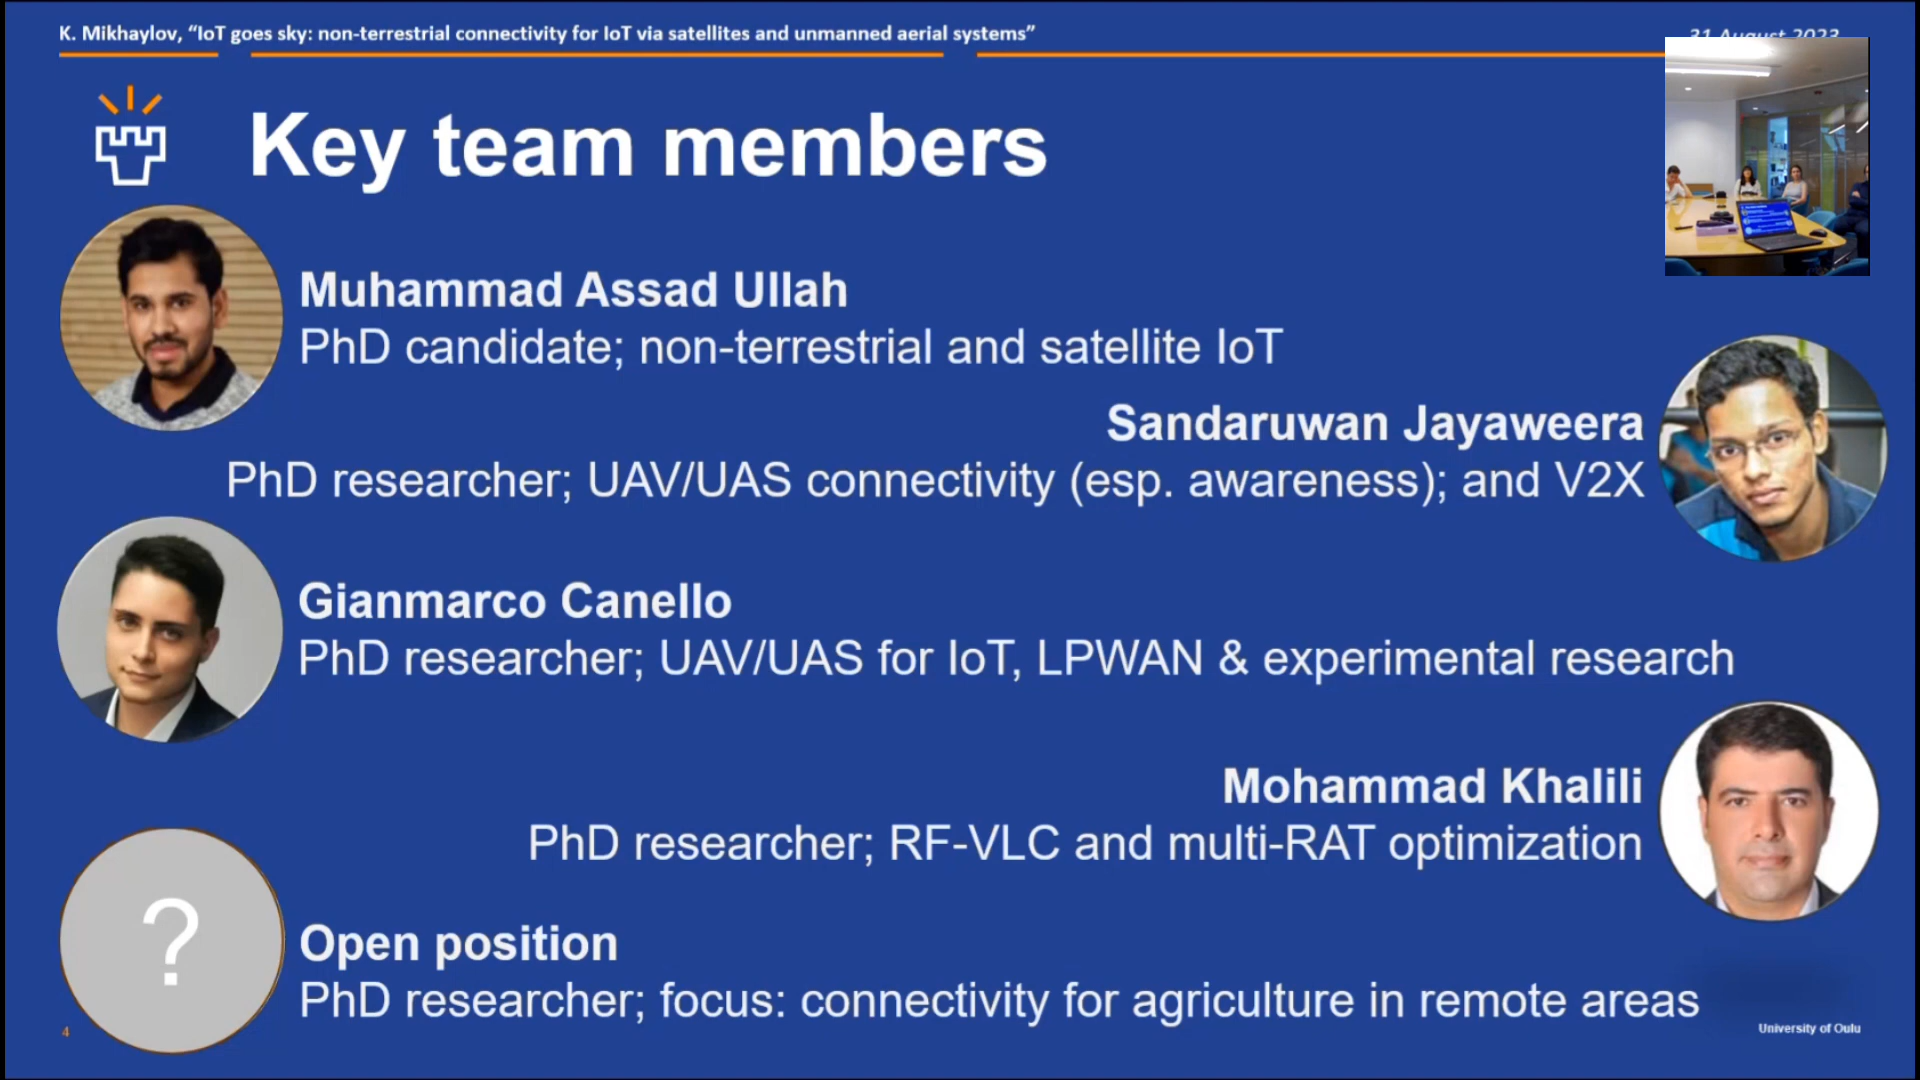 K. Mikhaylov, “IoT goes sky: non-terrestrial connectivity for IoT via satellites and unmanned aerial systems”
31 August 2023
Key team members
Muhammad Assad Ullah
PhD candidate; non-terrestrial and satellite IoT
Sandaruwan Jayaweera
PhD researcher; UAV/UAS connectivity (esp. awareness); and V2X
Gianmarco Canello
PhD researcher; UAV/UAS for IoT, LPWAN & experimental research
Mohammad Khalili
PhD researcher; RF-VLC and multi-RAT optimization
?
Open position
PhD researcher; focus: connectivity for agriculture in remote areas
4
University of Oulu